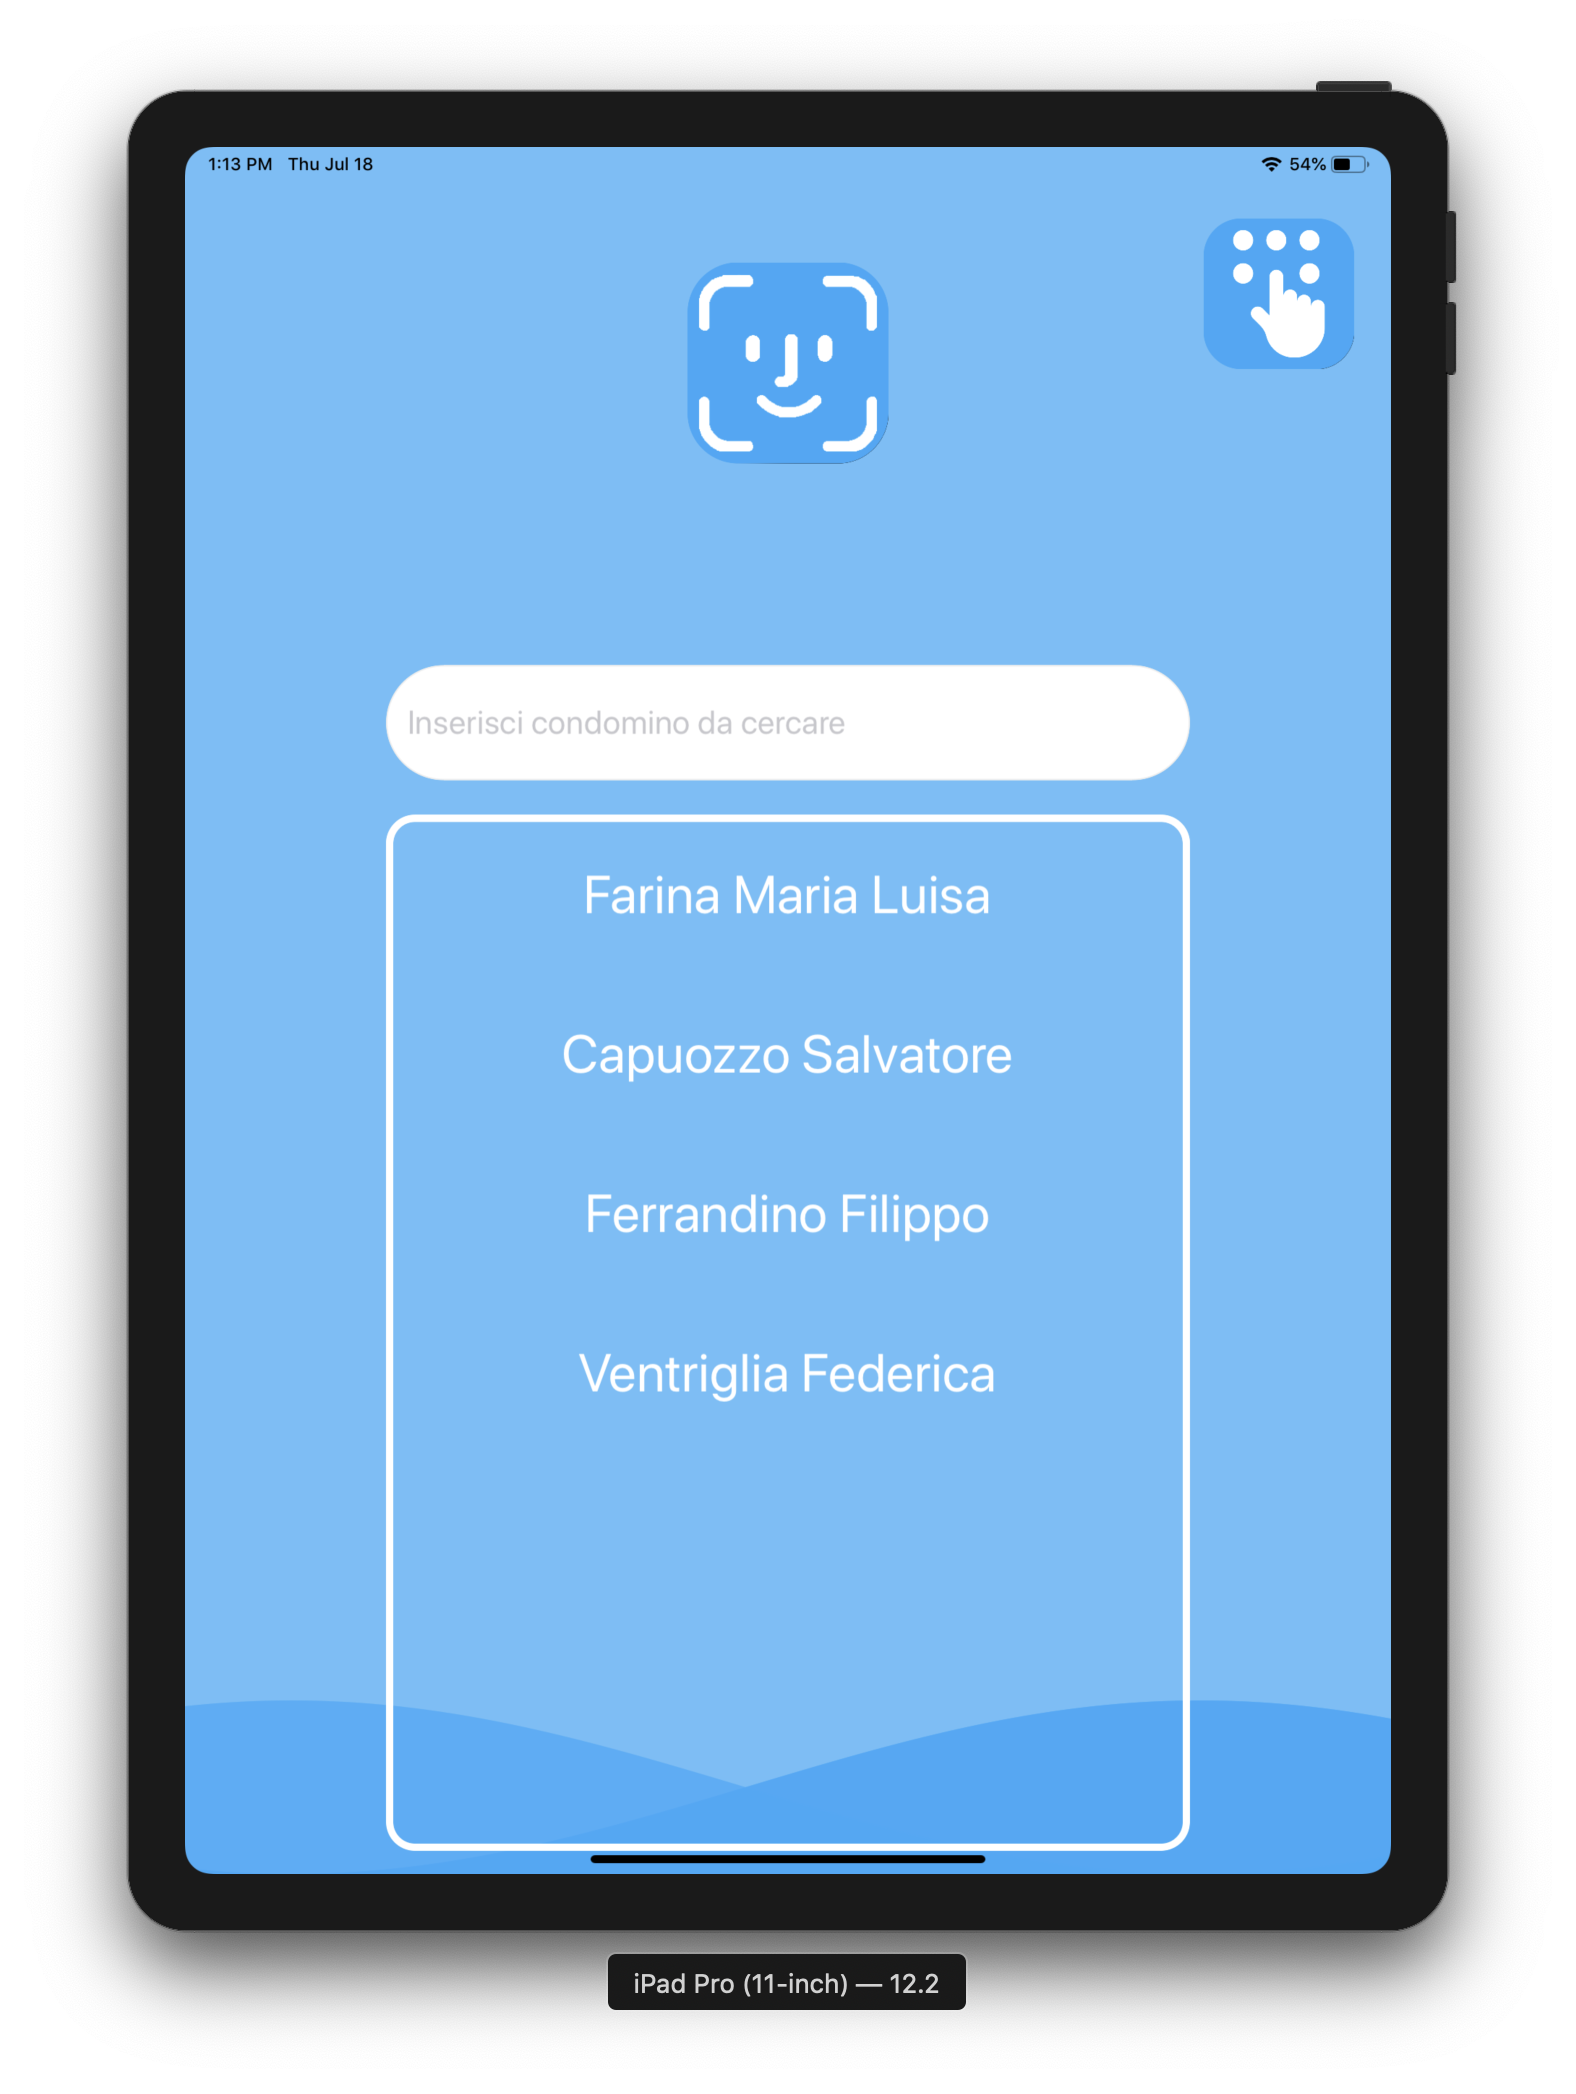 1:13 PM Thu Jul 18 54%
Inserisci condomino da cercare
Farina Maria Luisa
Capuozzo Salvatore
Ferrandino Filippo
Ventriglia Federica
iPad Pro (11-inch) — 12.2